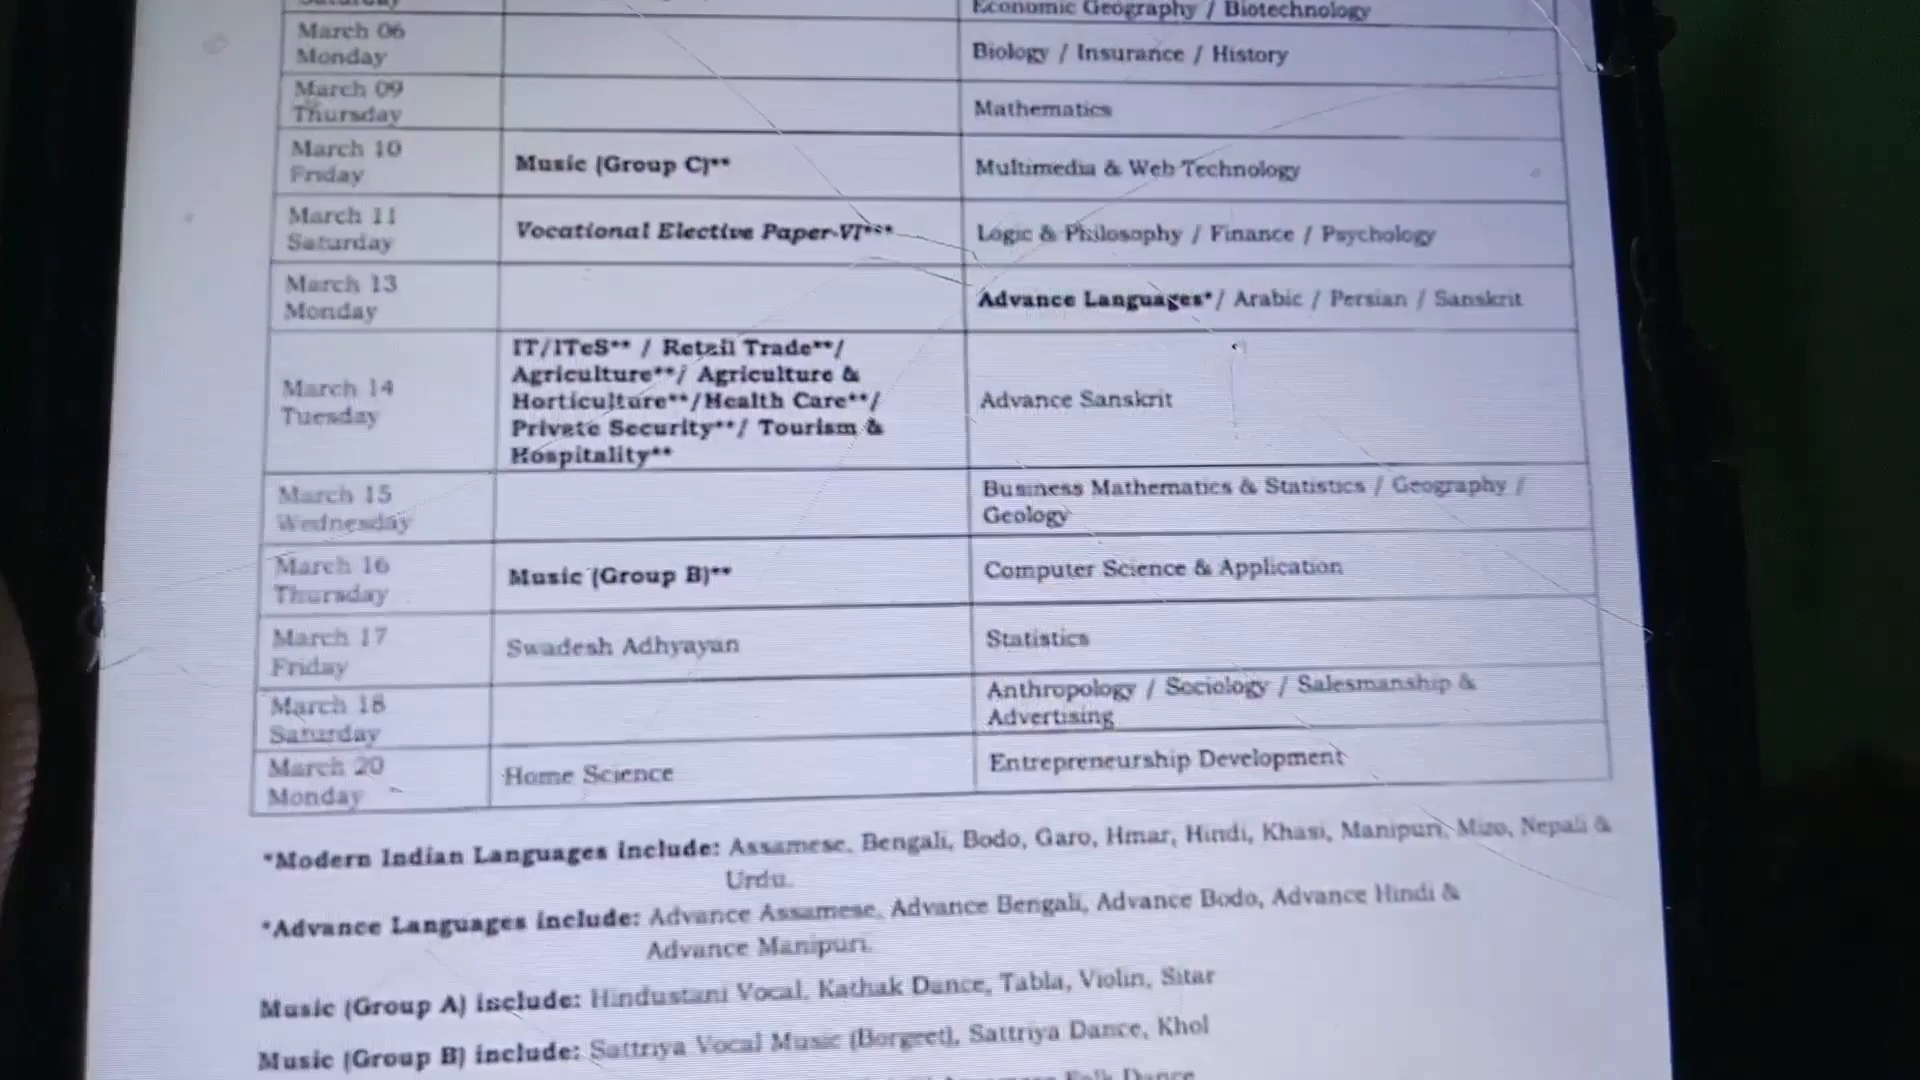 Economic Geography / Biotechnology
March 06
Monday
Biology / Insurance / History
March 09
Thursday
Mathematics
March 10
Friday
Music (Group C)**
Multimedia & Web Technology
March 11
Saturday
Vocational Elective Paper-VI***
Logic & Philosophy / Finance / Psychology
March 13
Monday
Advance Languages*/ Arabic / Persian / Sanskrit
March 14
Tuesday
IT/ITeS** / Retail Trade**/
Agriculture**/ Agriculture &
Horticulture**/Health Care**/
Private Security**/ Tourism &
Hospitality**
Advance Sanskrit
March 15
Wednesday
Business Mathematics & Statistics / Geography /
Geology
March 16
Thursday
Music (Group B)**
Computer Science & Application
March 17
Friday
Swadesh Adhyayan
Statistics
March 18
Saturday
Anthropology / Sociology / Salesmanship &
Advertising
March 20
Monday
Home Science
Entrepreneurship Development
*Modern Indian Languages include: Assamese, Bengali, Bodo, Garo, Hmar, Hindi, Khasi, Manipuri, Mizo, Nepali &
Urdu.
*Advance Languages include: Advance Assamese, Advance Bengali, Advance Bodo, Advance Hindi &
Advance Manipuri.
Music (Group A) include: Hindustani Vocal, Kathak Dance, Tabla, Violin, Sitar
Music (Group B) include: Sattriya Vocal Music (Borgeet), Sattriya Dance, Khol
Folk Dance